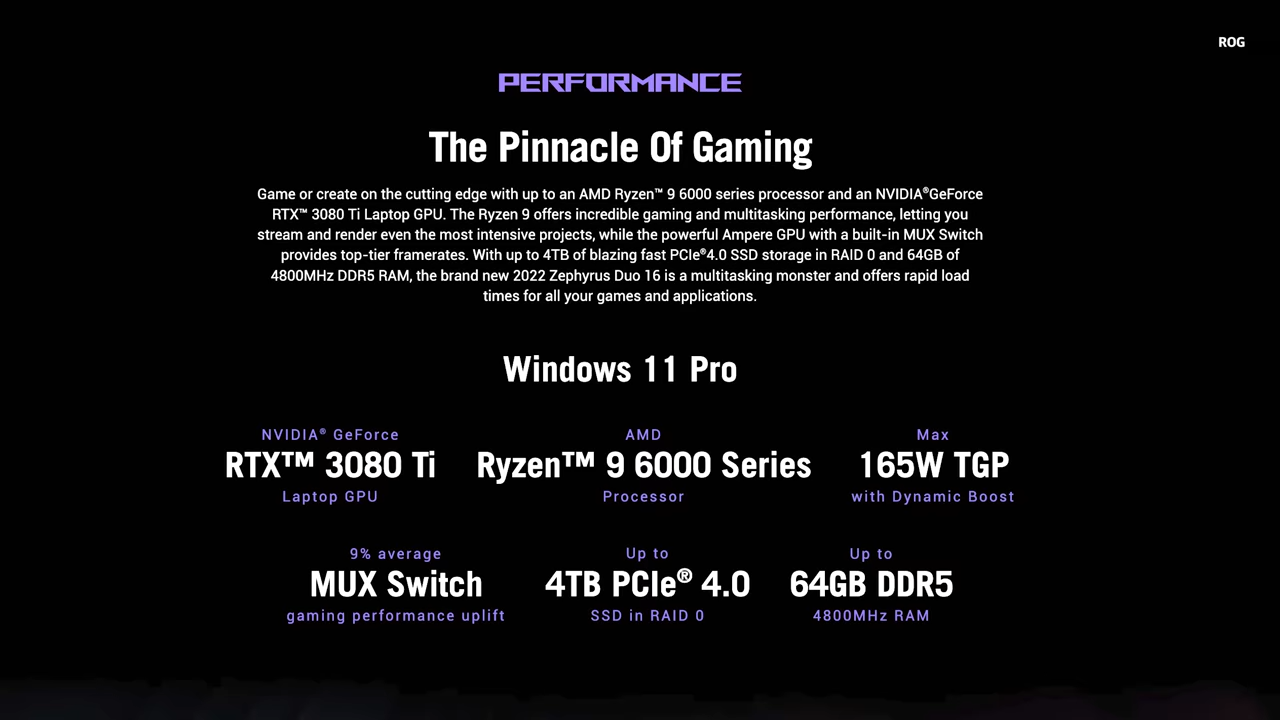 ROG
PERFORMANCE
The Pinnacle Of Gaming
Game or create on the cutting edge with up to an AMD Ryzen™ 9 6000 series processor and an NVIDIA®GeForce
RTX™ 3080 Ti Laptop GPU. The Ryzen 9 offers incredible gaming and multitasking performance, letting you
stream and render even the most intensive projects, while the powerful Ampere GPU with a built-in MUX Switch
provides top-tier framerates. With up to 4TB of blazing fast PCIe®4.0 SSD storage in RAID 0 and 64GB of
4800MHz DDR5 RAM, the brand new 2022 Zephyrus Duo 16 is a multitasking monster and offers rapid load
times for all your games and applications.
Windows 11 Pro
NVIDIA® GeForce
RTX™ 3080 Ti
Laptop GPU
AMD
Ryzen™ 9 6000 Series
Processor
Max
165W TGP
with Dynamic Boost
9% average
MUX Switch
gaming performance uplift
Up to
4TB PCIe® 4.0
SSD in RAID 0
Up to
64GB DDR5
4800MHz RAM